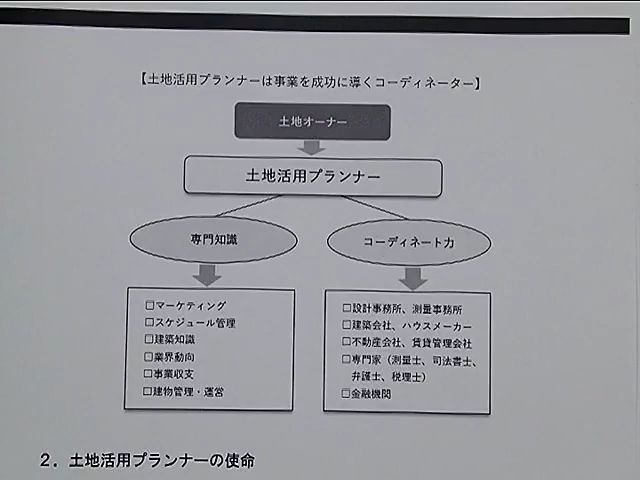 【土地活用プランナーは事業を成功に導くコーディネーター】
土地オーナー
土地活用プランナー
専門知識
コーディネート力
□マーケティング
□スケジュール管理
□建築知識
□業界動向
□事業収支
□建物管理・運営
□設計事務所、測量事務所
□建築会社、ハウスメーカー
□不動産会社、賃貸管理会社
□専門家（測量士、司法書士、
弁護士、税理士）
□金融機関
2．土地活用プランナーの使命